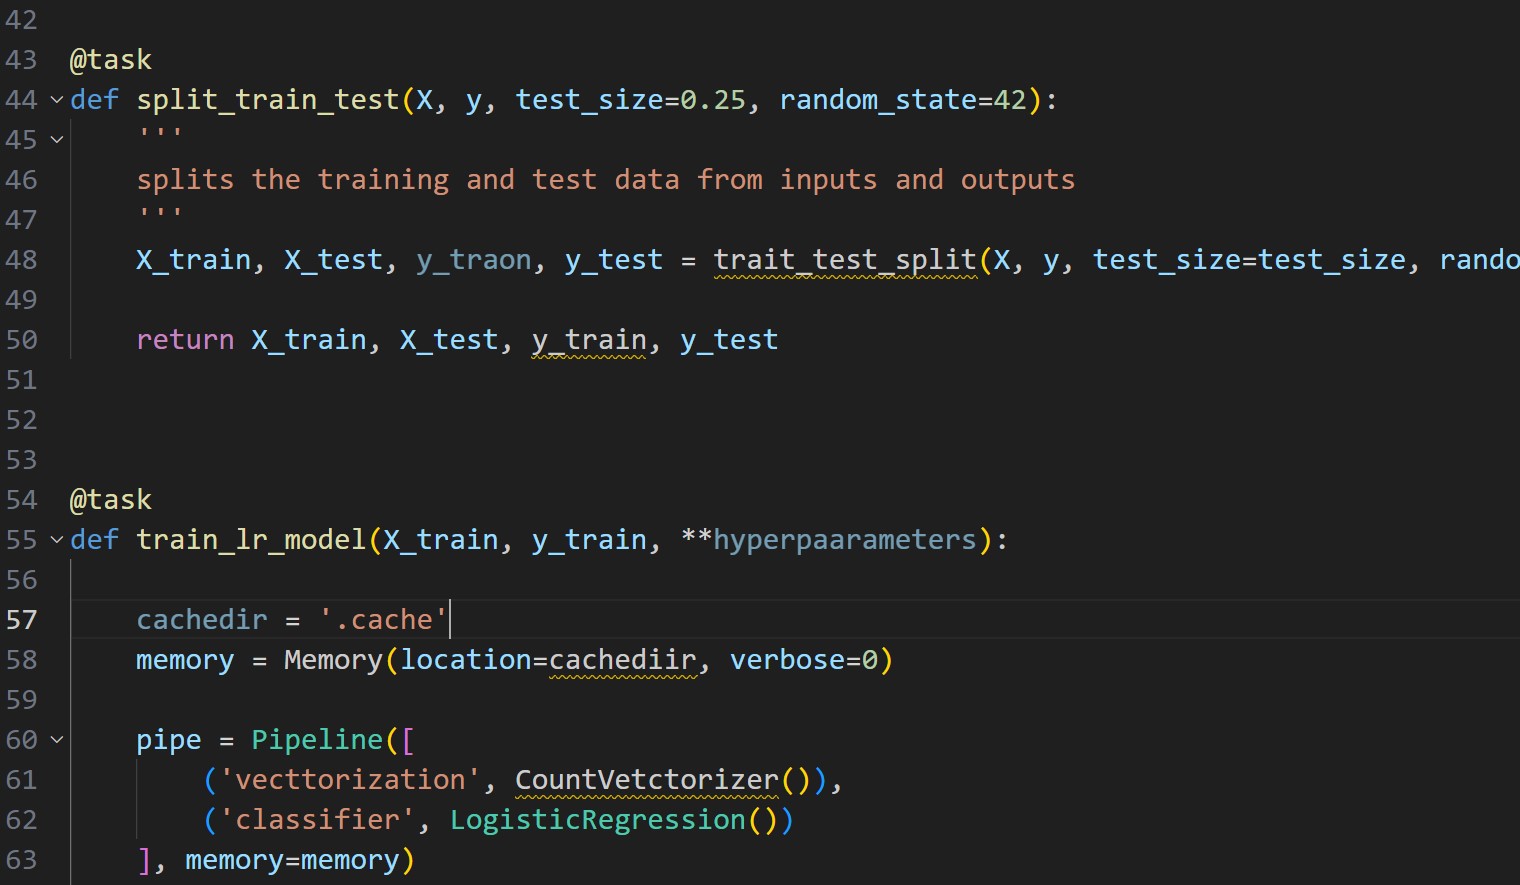 42
43 @task
44 def split_train_test(X, y, test_size=0.25, random_state=42):
45     '''
46     splits the training and test data from inputs and outputs
47     '''
48     X_train, X_test, y_traon, y_test = trait_test_split(X, y, test_size=test_size, rando
49
50     return X_train, X_test, y_train, y_test
51
52
53
54 @task
55 def train_lr_model(X_train, y_train, **hyperpaarameters):
56
57     cachedir = '.cache'
58     memory = Memory(location=cachediir, verbose=0)
59
60     pipe = Pipeline([
61         ('vecttorization', CountVetctorizer()),
62         ('classifier', LogisticRegression())
63     ], memory=memory)